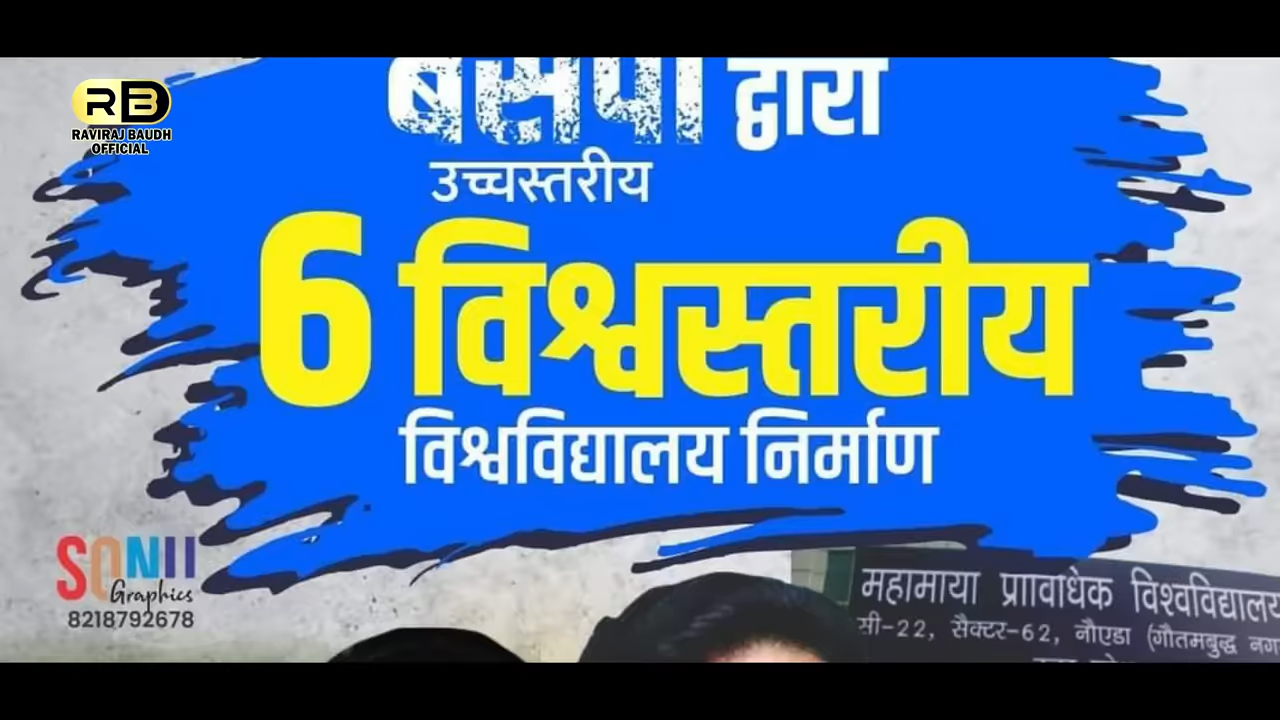 RB
RAVIRAJ BAUDH
OFFICIAL
बसपा द्वारा
उच्चस्तरीय
6 विश्वस्तरीय
विश्वविद्यालय निर्माण
SONII
Graphics
8218792678
महामाया प्राावािधेक विश्वविद्यालय
सी-22, सैक्टर-62, नौएडा (गौतमबुद्ध नग